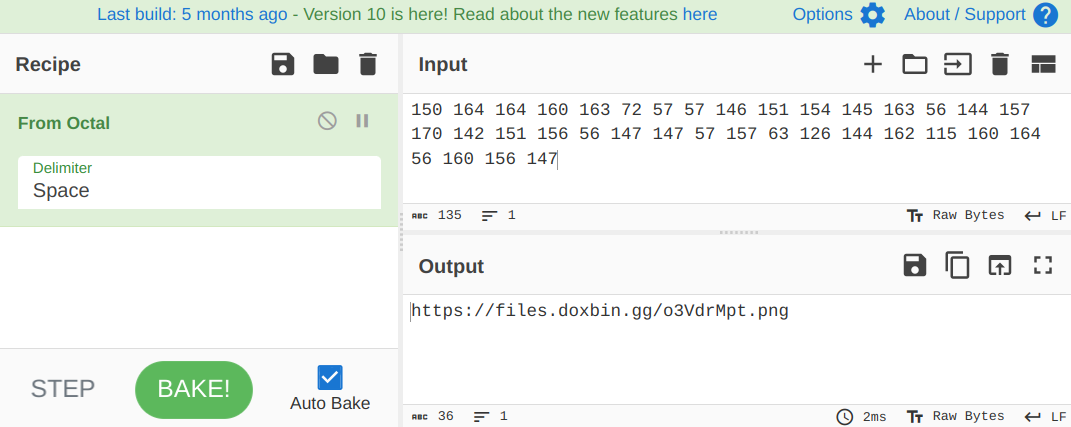 Last build: 5 months ago - Version 10 is here! Read about the new features here
Options
About / Support
Recipe
Input
From Octal
Delimiter
Space
150 164 164 160 163 72 57 57 146 151 154 145 163 56 144 157
170 142 151 156 56 147 147 57 157 63 126 144 162 115 160 164
56 160 156 147
ABC 135 1
Raw Bytes LF
Output
https://files.doxbin.gg/o3VdrMpt.png
STEP
BAKE!
Auto Bake
ABC 36 1
2ms Raw Bytes LF